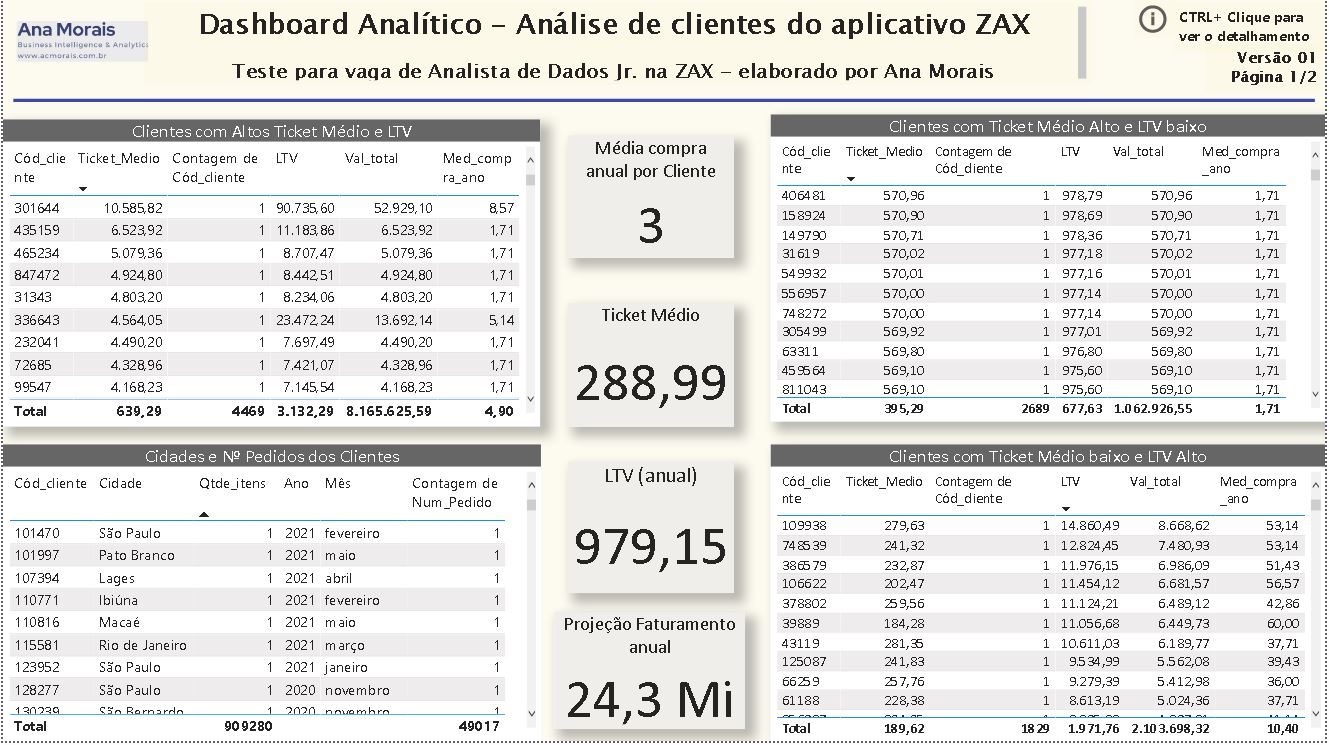 Ana Morais
Business Intelligence & Analytics
www.acmorais.com.br
Dashboard Analítico – Análise de clientes do aplicativo ZAX
Teste para vaga de Analista de Dados Jr. na ZAX – elaborado por Ana Morais
CTRL+ Clique para
ver o detalhamento
Versão 01
Página 1/2
Clientes com Altos Ticket Médio e LTV
Cód_clie Ticket_Medio Contagem de LTV Val_total Med_comp
nte Cód_cliente ra_ano
301644 10.585,82 1 90.735,60 52.929,10 8,57
435159 6.523,92 1 11.183,86 6.523,92 1,71
465234 5.079,36 1 8.707,47 5.079,36 1,71
847472 4.924,80 1 8.442,51 4.924,80 1,71
31343 4.803,20 1 8.234,06 4.803,20 1,71
336643 4.564,05 1 23.472,24 13.692,14 5,14
232041 4.490,20 1 7.697,49 4.490,20 1,71
72685 4.328,96 1 7.421,07 4.328,96 1,71
99547 4.168,23 1 7.145,54 4.168,23 1,71
Total 639,29 4469 3.132,29 8.165.625,59 4,90
Média compra
anual por Cliente
3
Ticket Médio
288,99
LTV (anual)
979,15
Projeção Faturamento
anual
24,3 Mi
Clientes com Ticket Médio Alto e LTV baixo
Cód_clie Ticket_Medio Contagem de LTV Val_total Med_compra
nte Cód_cliente _ano
406481 570,96 1 978,79 570,96 1,71
158924 570,90 1 978,69 570,90 1,71
149790 570,71 1 978,36 570,71 1,71
31619 570,02 1 977,18 570,02 1,71
549932 570,01 1 977,16 570,01 1,71
556957 570,00 1 977,14 570,00 1,71
748272 570,00 1 977,14 570,00 1,71
305499 569,92 1 977,01 569,92 1,71
63311 569,80 1 976,80 569,80 1,71
459564 569,10 1 975,60 569,10 1,71
811043 569,10 1 975,60 569,10 1,71
Total 395,29 2689 677,63 1.062.926,55 1,71
Cidades e Nº Pedidos dos Clientes
Cód_cliente Cidade Qtde_itens Ano Mês Contagem de
Num_Pedido
101470 São Paulo 1 2021 fevereiro 1
101997 Pato Branco 1 2021 maio 1
107394 Lages 1 2021 abril 1
110771 Ibiúna 1 2021 fevereiro 1
110816 Macaé 1 2021 maio 1
115581 Rio de Janeiro 1 2021 março 1
123952 São Paulo 1 2021 janeiro 1
128277 São Paulo 1 2020 novembro 1
130239 São Bernardo 1 2020 novembro 1
Total 909280 49017
Clientes com Ticket Médio baixo e LTV Alto
Cód_clie Ticket_Medio Contagem de LTV Val_total Med_compra
nte Cód_cliente _ano
109938 279,63 1 14.860,49 8.668,62 53,14
748539 241,32 1 12.824,45 7.480,93 53,14
386579 232,87 1 11.976,15 6.986,09 51,43
106622 202,47 1 11.454,12 6.681,57 56,57
378802 259,56 1 11.124,21 6.489,12 42,86
39889 184,28 1 11.056,68 6.449,73 60,00
43119 281,35 1 10.611,03 6.189,77 37,71
125087 241,83 1 9.534,99 5.562,08 39,43
66259 257,76 1 9.279,39 5.412,98 36,00
61188 228,38 1 8.613,19 5.024,36 37,71
Total 189,62 1829 1.971,76 2.103.698,32 10,40